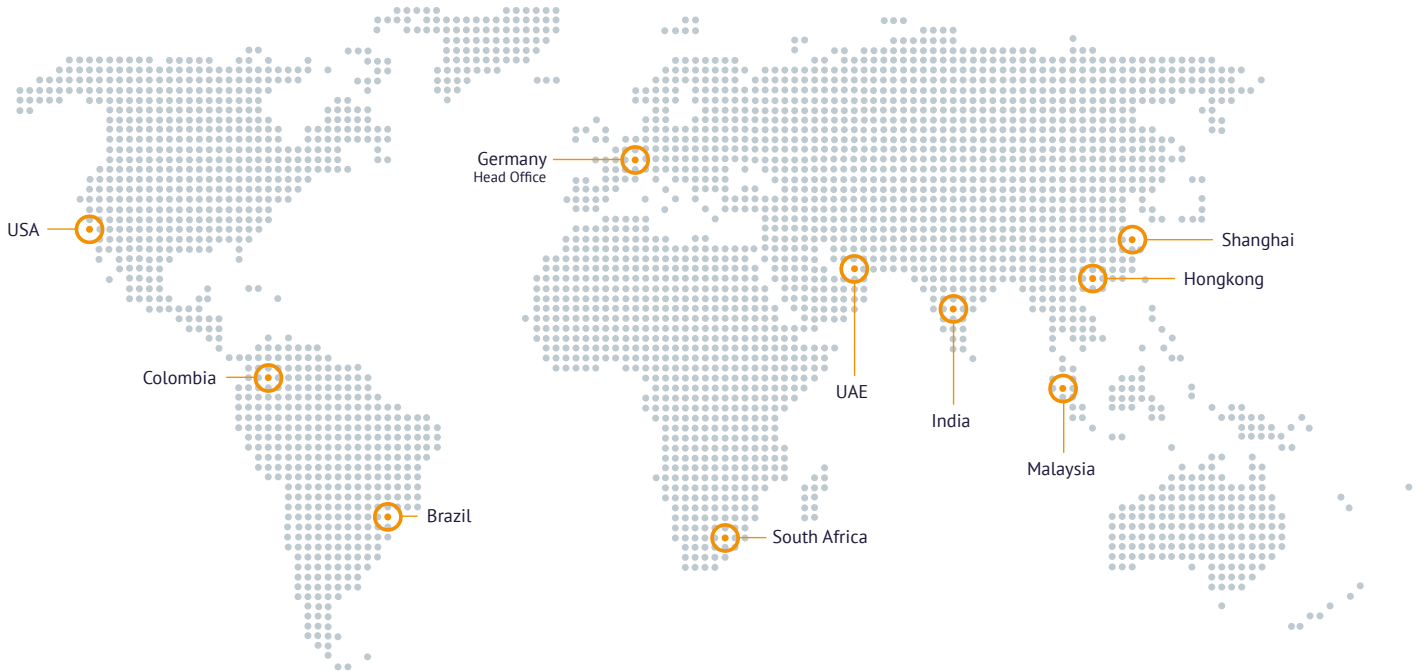 Germany
Head Office
USA
Shanghai
Hongkong
Colombia
UAE
India
Malaysia
Brazil
South Africa